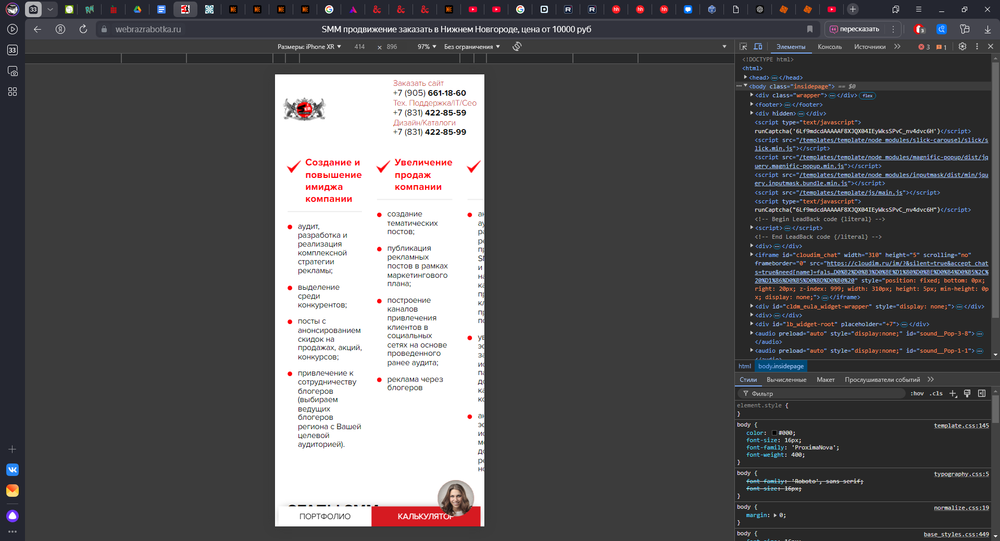 33
webrazrabotka.ru
SMM продвижение заказать в Нижнем Новгороде, цена от 10000 руб
пересказать
3
33
Размеры: iPhone XR
414
×
896
97%
Без ограничения
Заказать сайт
+7 (905) 661-18-60
Тех. Поддержка/IT/Сео
+7 (831) 422-85-59
Дизайн/Каталоги
+7 (831) 422-85-99
Создание и
повышение
имиджа
компании
аудит,
разработка и
реализация
комплексной
стратегии
рекламы;
выделение
среди
конкурентов;
посты с
анонсированием
скидок на
продажах, акций,
конкурсов;
привлечение к
сотрудничеству
блогеров
(выбираем
ведущих
блогеров
региона с Вашей
целевой
аудиторией).
Увеличение
продаж
компании
создание
тематических
постов;
публикация
рекламных
постов в рамках
маркетингового
плана;
построение
каналов
привлечения
клиентов в
социальных
сетях на основе
проведенного
ранее аудита;
реклама через
блогеров
ПОРТФОЛИО
КАЛЬКУЛЯТОР
Элементы
Консоль
Источники
3
1
<!DOCTYPE html>
<html>
<head> … </head>
<body class="insidepage"> == $0
<div class="wrapper"> … </div> flex
<footer> … </footer>
<div hidden> … </div>
<script type="text/javascript">
runCaptcha('6Lf9mdcdAAAAAF8XJQX04IEyWksSPvC_nv4dvc6H')</script>
<script src="/templates/template/node_modules/slick-carousel/slick/s
lick.min.js"></script>
<script src="/templates/template/node_modules/magnific-popup/dist/jq
uery.magnific-popup.min.js"></script>
<script src="/templates/template/node_modules/inputmask/dist/min/jqu
ery.inputmask.bundle.min.js"></script>
<script src="/templates/template/js/main.js"></script>
<script type="text/javascript">
runCaptcha("6Lf9mdcdAAAAAF8XJQX04IEyWksSPvC_nv4dvc6H")</script>
<!-- Begin LeadBack code {literal} -->
<script> … </script>
<!-- End LeadBack code {/literal} -->
<div> … </div>
<iframe id="cloudim_chat" width="310" height="5" scrolling="no"
frameborder="0" src="https://cloudim.ru/im/?&silent=true&accept_chat
s=true&need[name]=fals…D0%B2%D0%B3%D0%BE%D1%80%D0%BE%D0%B4%D0%B5%2C%
20%D1%86%D0%B5%D0%BD%D0%B0%20" style="position: fixed; bottom: 0px;
right: 20px; z-index: 999; width: 310px; height: 5px; min-height: 0p
x; display: none;"> … </iframe>
<div id="cldm_eula_widget-wrapper" style="display: none;"> … </div>
<div> … </div>
<div id="lb_widget-root" placeholder="+7"> … </div>
<audio preload="auto" style="display:none;" id="sound__Pop-3-8"> …
</audio>
<audio preload="auto" style="display:none;" id="sound__Pop-1-1"> …
html
body.insidepage
Стили
Вычисленные
Макет
Прослушиватели событий
Фильтр
:hov
.cls
element.style {
}
body {
template.css:145
color: #000;
font-size: 16px;
font-family: 'ProximaNova';
font-weight: 400;
}
body {
typography.css:5
font-family: 'Roboto', sans-serif;
font-size: 16px;
}
body {
normalize.css:19
margin: 0;
}
body {
base_styles.css:449